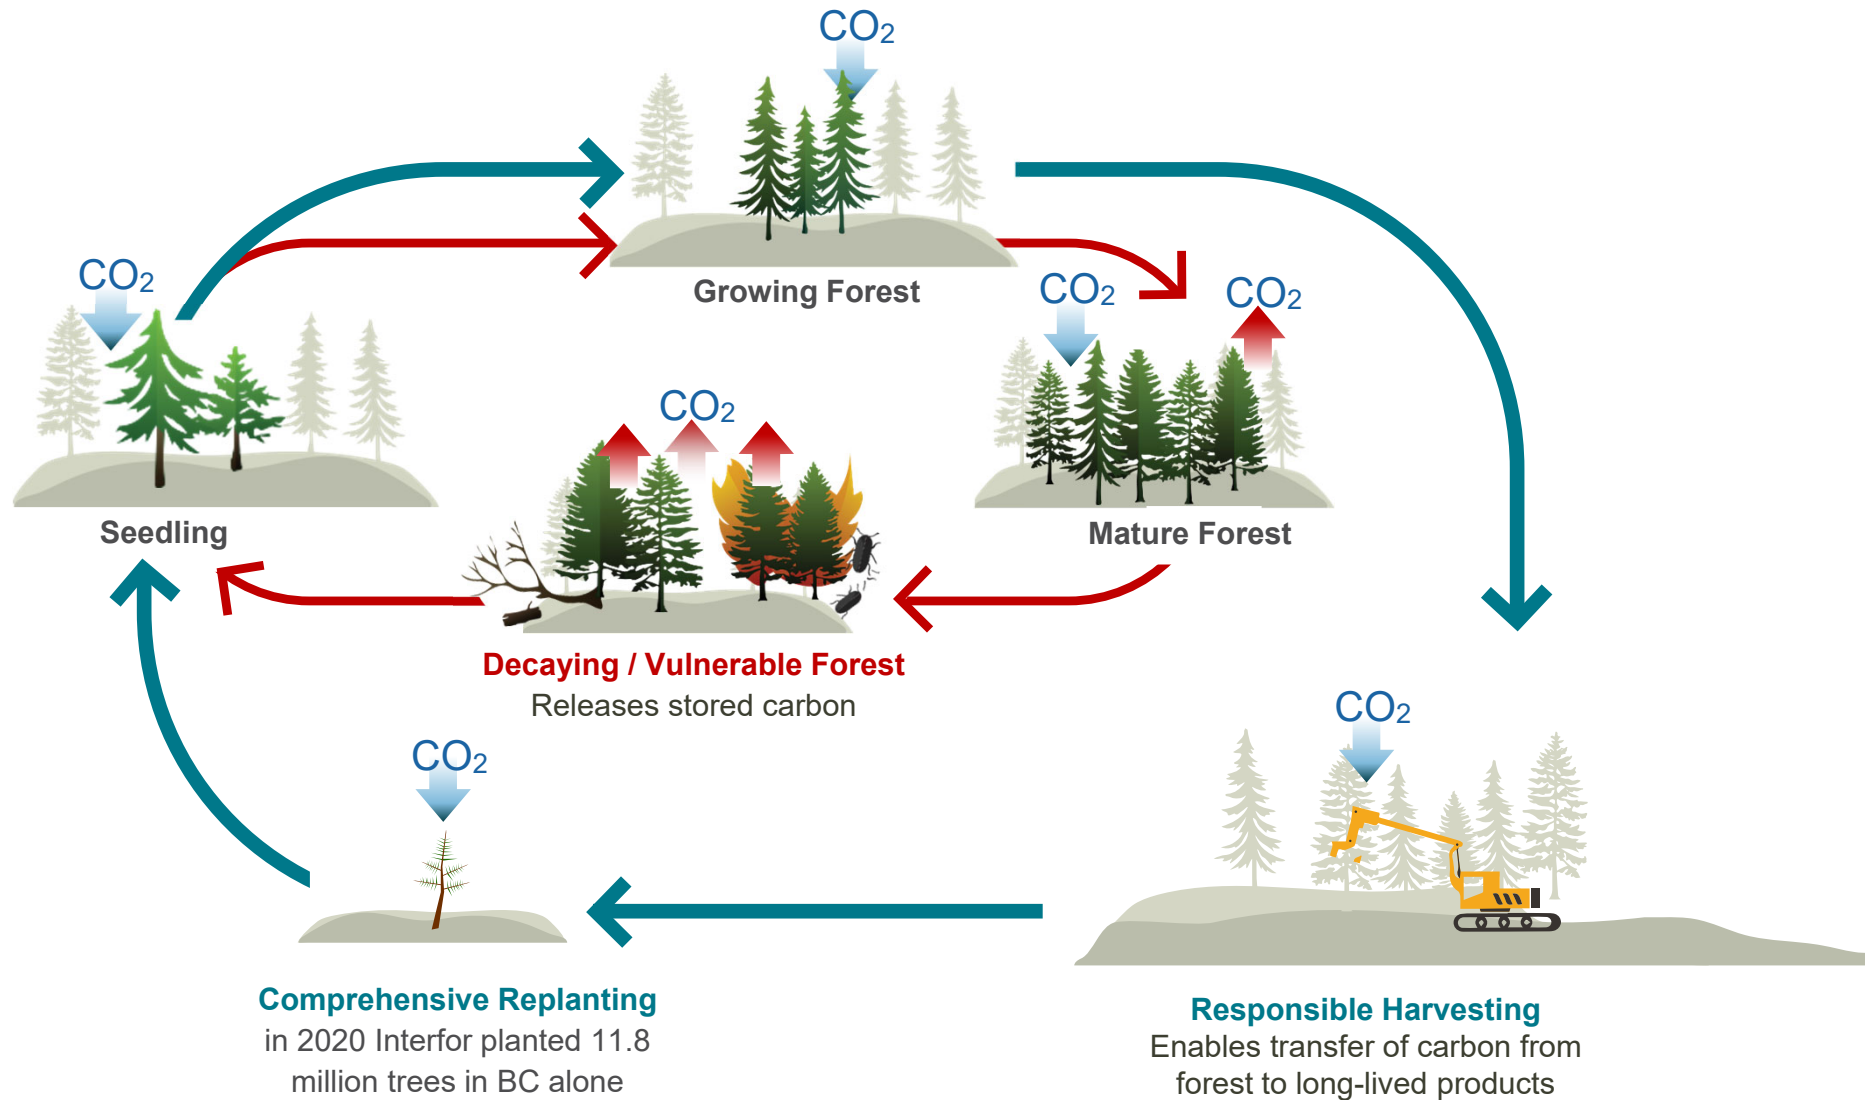 CO2
Growing Forest
CO2
Seedling
CO2
CO2
Mature Forest
CO2
Decaying / Vulnerable Forest
Releases stored carbon
CO2
Responsible Harvesting
Enables transfer of carbon from
forest to long-lived products
CO2
Comprehensive Replanting
in 2020 Interfor planted 11.8
million trees in BC alone